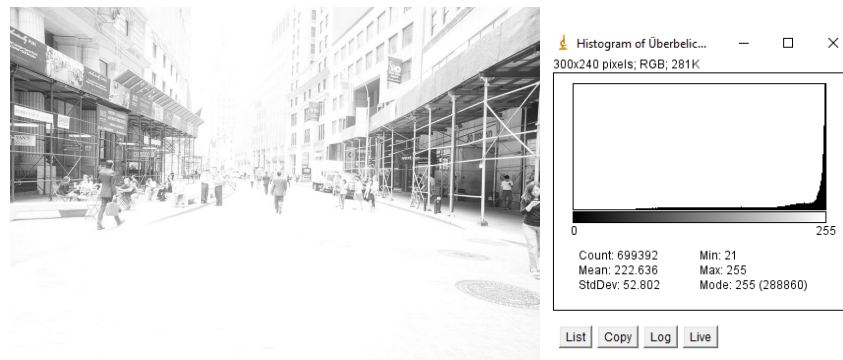 NO
Histogram of Überbelic...
300x240 pixels; RGB; 281K
0 255
Count: 699392 Min: 21
Mean: 222.636 Max: 255
StdDev: 52.802 Mode: 255 (288860)
List Copy Log Live